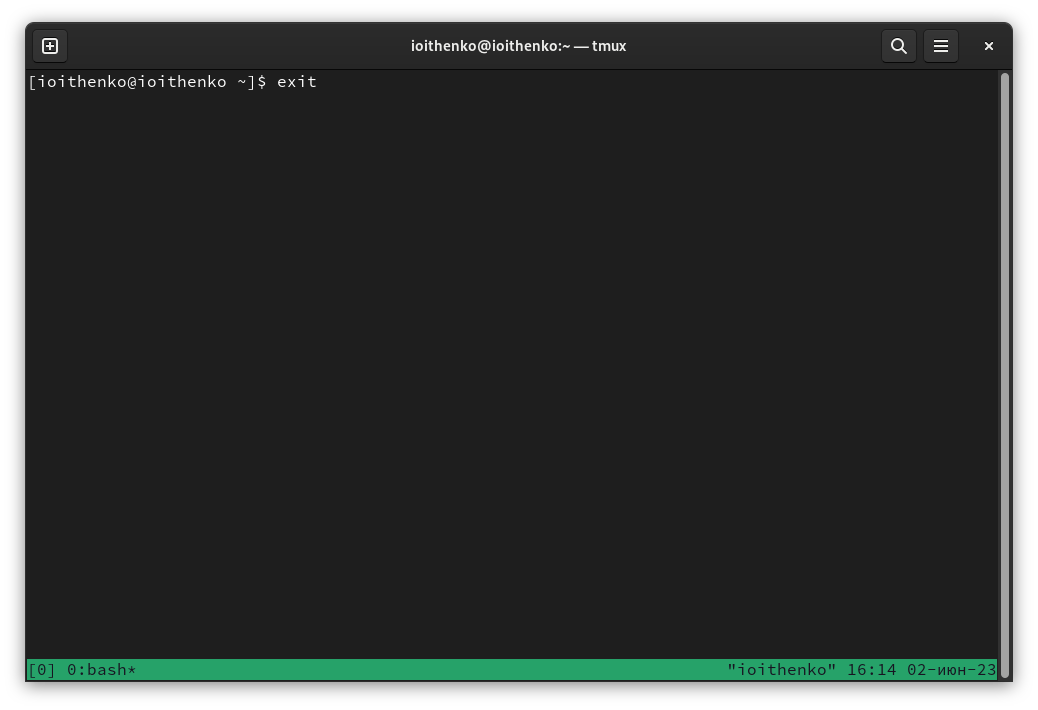 ioithenko@ioithenko:~ — tmux
[ioithenko@ioithenko ~]$ exit
[0] 0:bash* "ioithenko" 16:14 02-июн-23